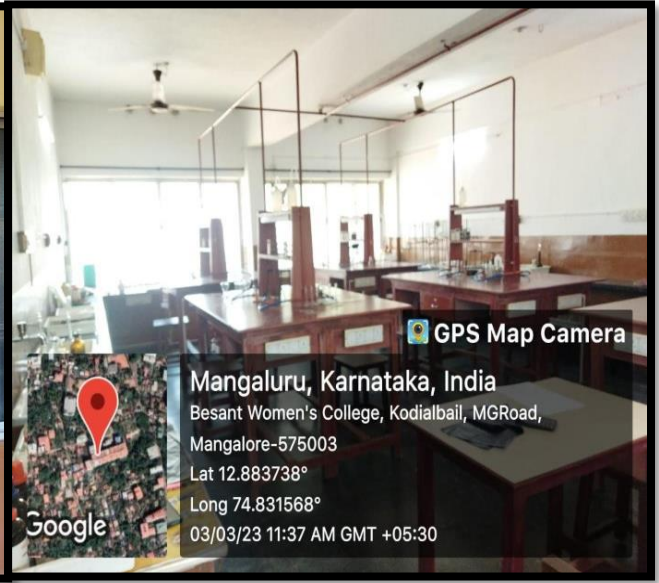 GPS Map Camera
Mangaluru, Karnataka, India
Besant Women's College, Kodialbail, MGRoad,
Mangalore-575003
Lat 12.883738°
Long 74.831568°
03/03/23 11:37 AM GMT +05:30
Google